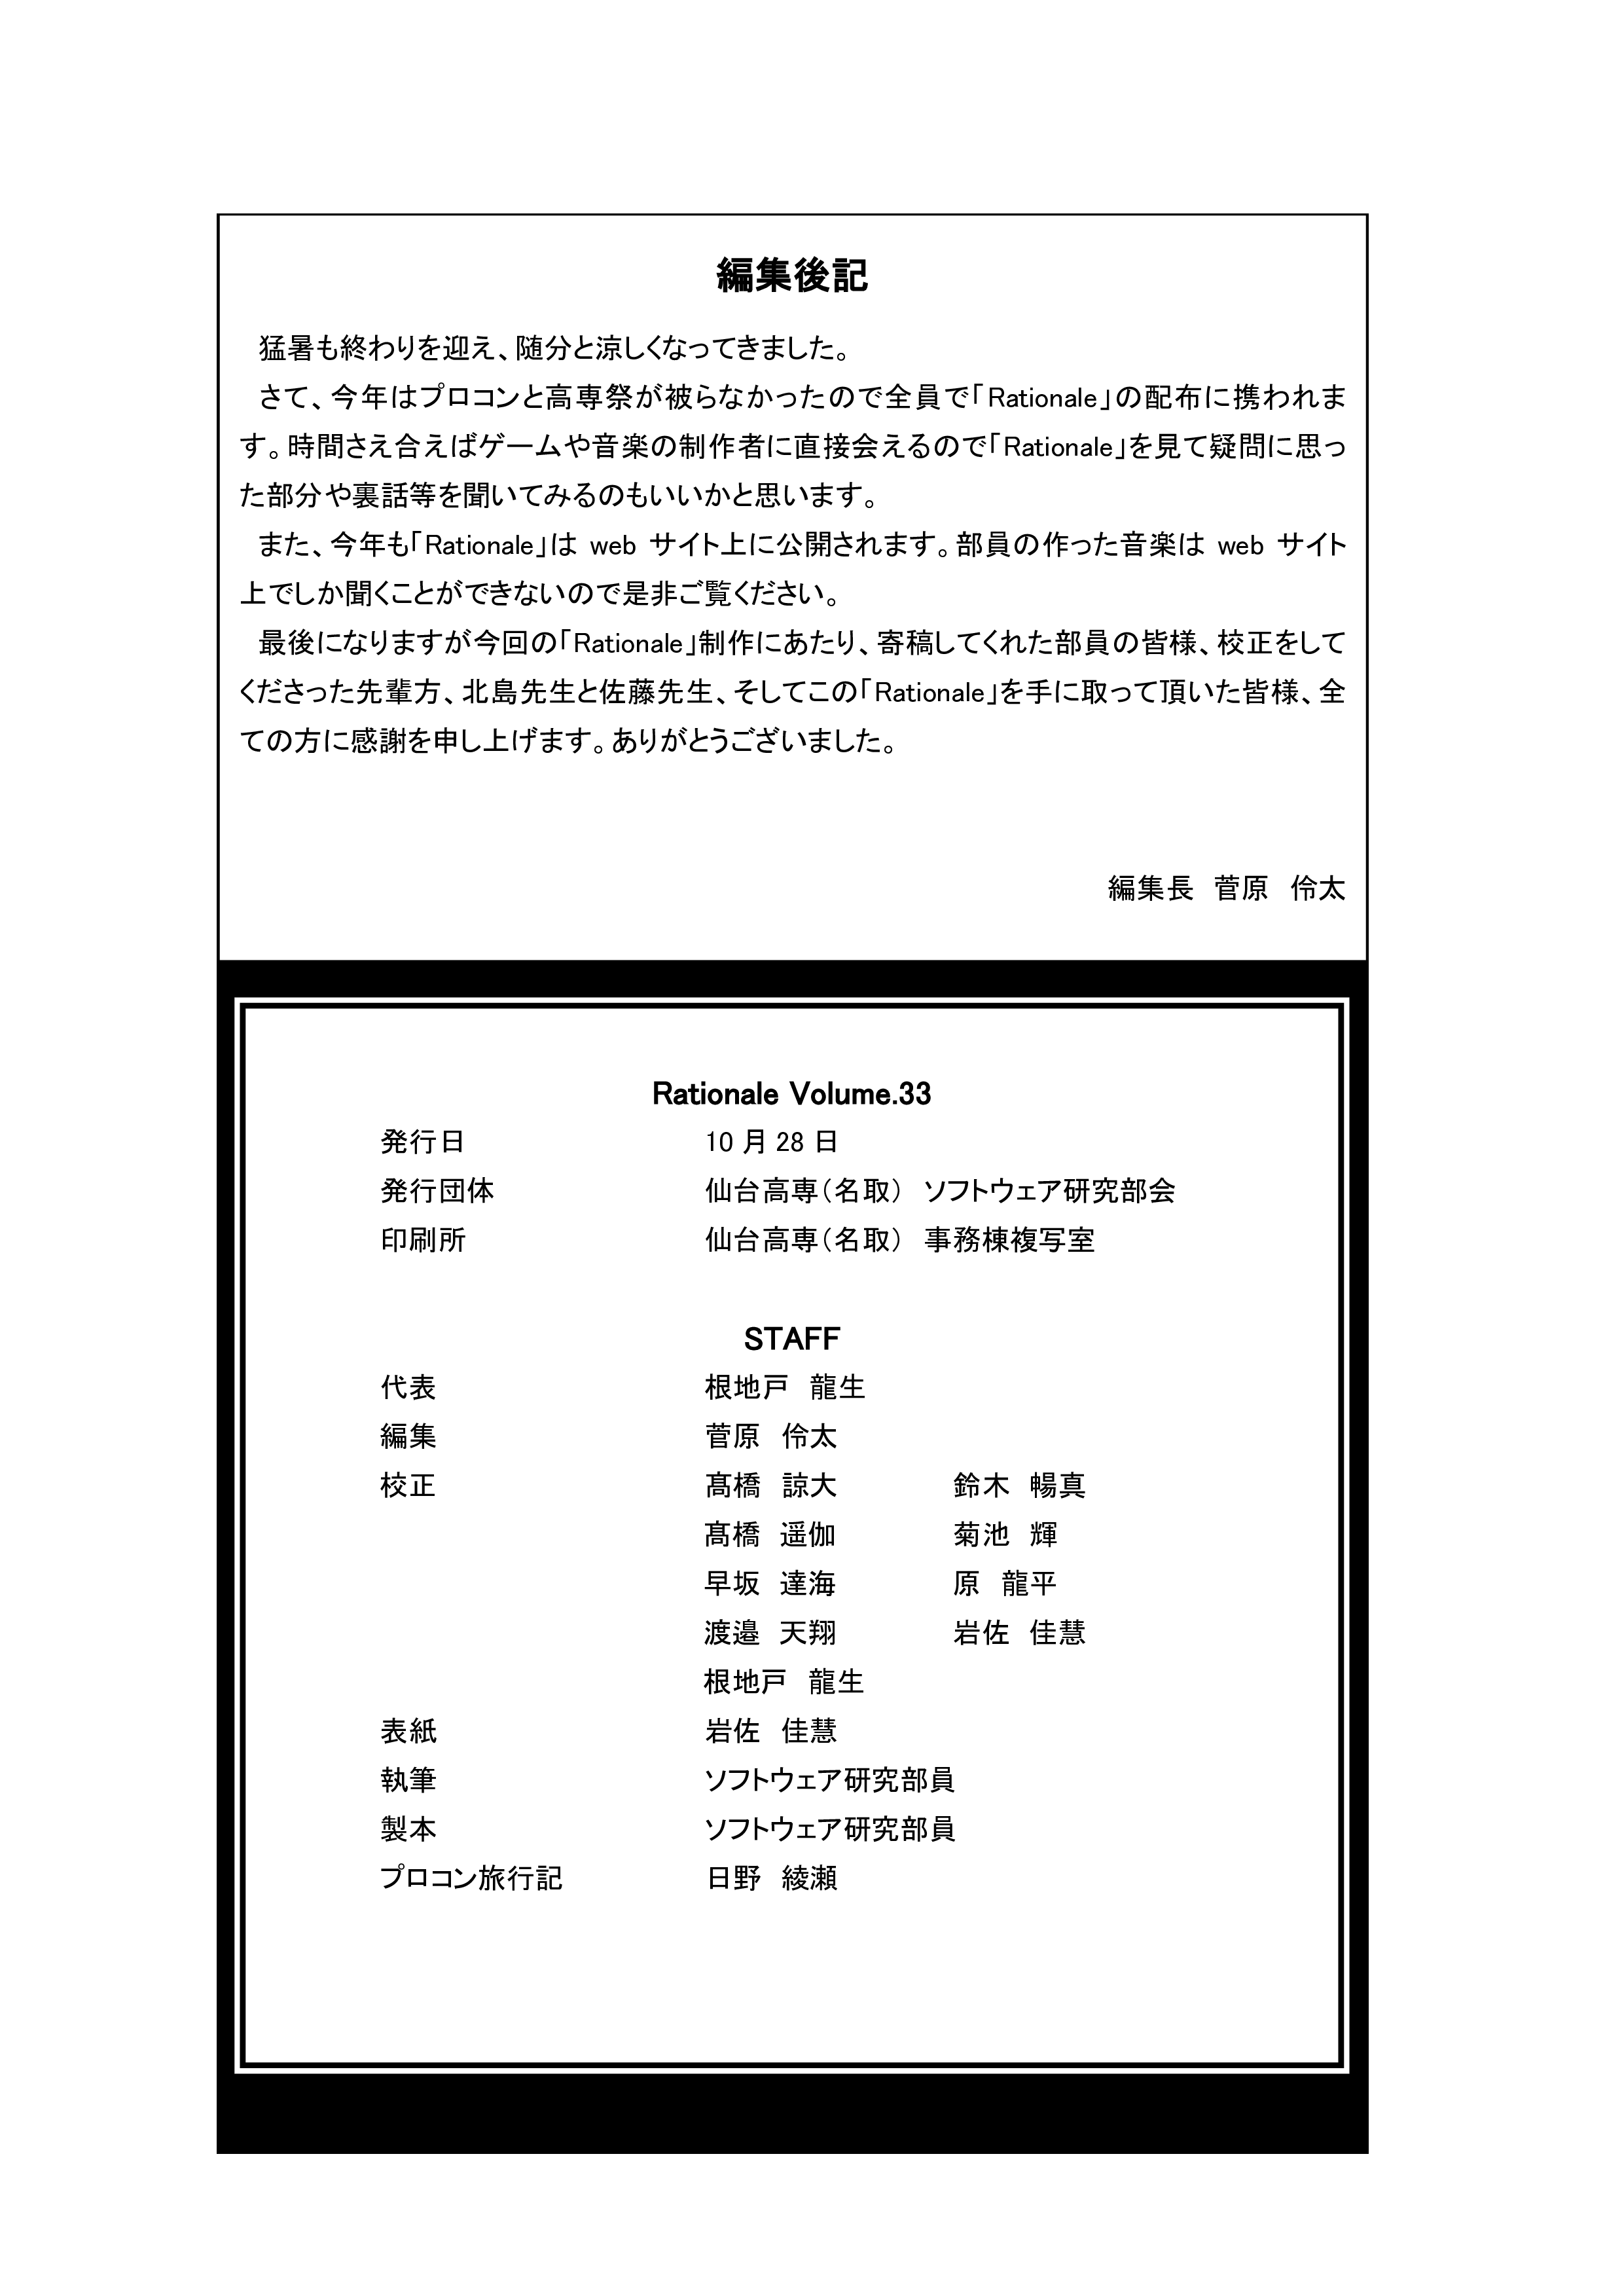 編集後記
猛暑も終わりを迎え、随分と涼しくなってきました。
さて、今年はプロコンと高専祭が被らなかったので全員で「Rationale」の配布に携われま
す。時間さえ合えばゲームや音楽の制作者に直接会えるので「Rationale」を見て疑問に思っ
た部分や裏話等を聞いてみるのもいいかと思います。
また、今年も「Rationale」は web サイト上に公開されます。部員の作った音楽は web サイト
上でしか聞くことができないので是非ご覧ください。
最後になりますが今回の「Rationale」制作にあたり、寄稿してくれた部員の皆様、校正をして
くださった先輩方、北島先生と佐藤先生、そしてこの「Rationale」を手に取って頂いた皆様、全
ての方に感謝を申し上げます。ありがとうございました。
編集長 菅原 伶太
Rationale Volume.33
発行日 10 月 28 日
発行団体 仙台高専(名取) ソフトウェア研究部会
印刷所 仙台高専(名取) 事務棟複写室
STAFF
代表 根地戸 龍生
編集 菅原 伶太
校正 髙橋 諒大 鈴木 暢真
髙橋 遥伽 菊池 輝
早坂 達海 原 龍平
渡邉 天翔 岩佐 佳慧
根地戸 龍生
表紙 岩佐 佳慧
執筆 ソフトウェア研究部員
製本 ソフトウェア研究部員
プロコン旅行記 日野 綾瀬